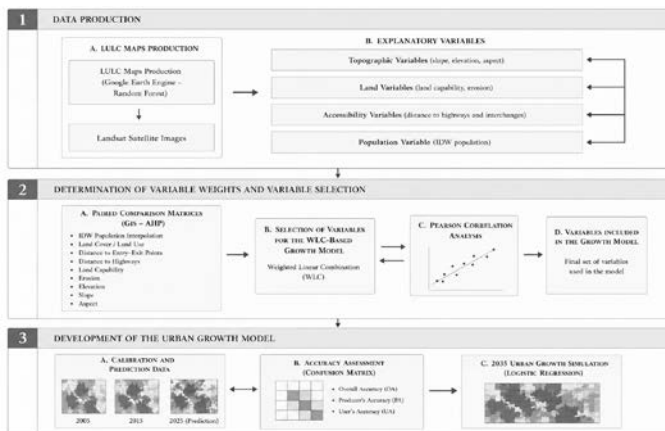 1 DATA PRODUCTION
A. LULC MAPS PRODUCTION
LULC Maps Production
(Google Earth Engine –
Random Forest)
Landsat Satellite Images
B. EXPLANATORY VARIABLES
Topographic Variables (slope, elevation, aspect)
Land Variables (land capability, erosion)
Accessibility Variables (distance to highways and interchanges)
Population Variable (IDW population)
2 DETERMINATION OF VARIABLE WEIGHTS AND VARIABLE SELECTION
A. PAIRED COMPARISON MATRICES
(GIS – AHP)
• IDW Population Interpolation
• Land Cover / Land Use
• Distance to Entry-Exit Points
• Distance to Highways
• Land Capability
• Erosion
• Elevation
• Aspect
B. SELECTION OF VARIABLES
FOR THE WLC-BASED
GROWTH MODEL
Weighted Linear Combination
(WLC)
C. PEARSON CORRELATION
ANALYSIS
D. VARIABLES INCLUDED
IN THE GROWTH MODEL
Final set of variables
used in the model
3 DEVELOPMENT OF THE URBAN GROWTH MODEL
A. CALIBRATION AND
PREDICTION DATA
2005 2015 2025 (Prediction)
B. ACCURACY ASSESSMENT
(CONFUSION MATRIX)
• Overall Accuracy (OA)
• Producer's Accuracy (PA)
• User's Accuracy (UA)
C. 2035 URBAN GROWTH SIMULATION
(LOGISTIC REGRESSION)